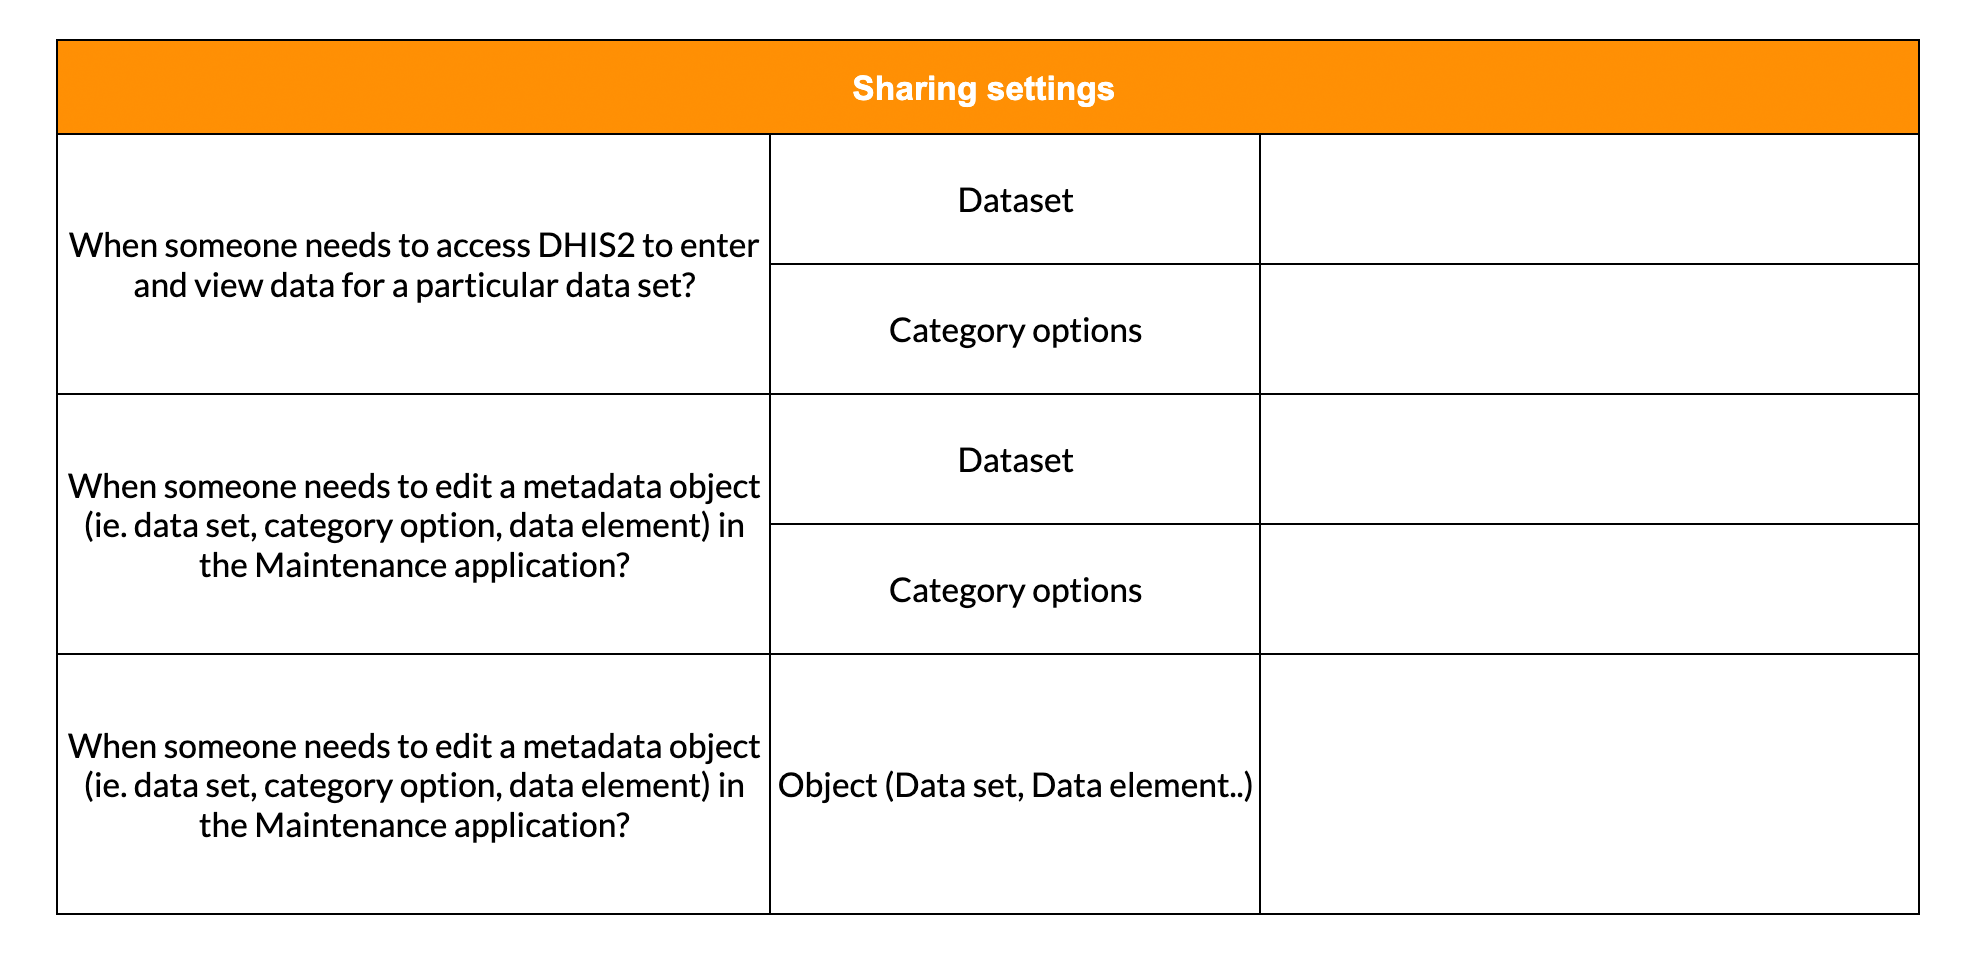 Sharing settings
When someone needs to access DHIS2 to enter
and view data for a particular data set?
Dataset
Category options
When someone needs to edit a metadata object
(ie. data set, category option, data element) in
the Maintenance application?
Dataset
Category options
When someone needs to edit a metadata object
(ie. data set, category option, data element) in
the Maintenance application?
Object (Data set, Data element..)